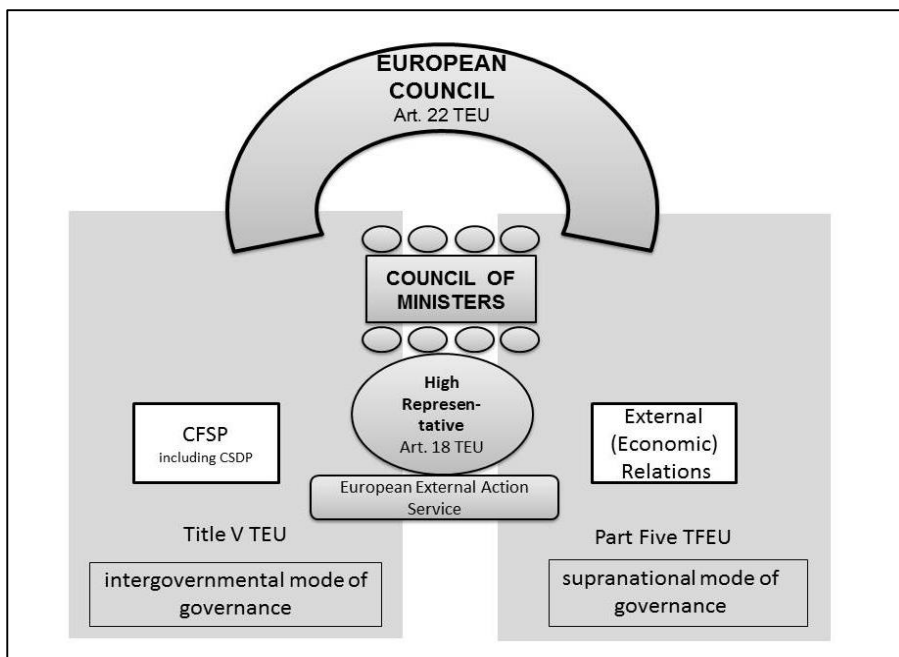 EUROPEAN
COUNCIL
Art. 22 TEU
COUNCIL OF
MINISTERS
High
Represen-
tative
Art. 18 TEU
European External Action
Service
CFSP
including CSDP
Title V TEU
intergovernmental mode of
governance
External
(Economic)
Relations
Part Five TFEU
supranational mode of
governance